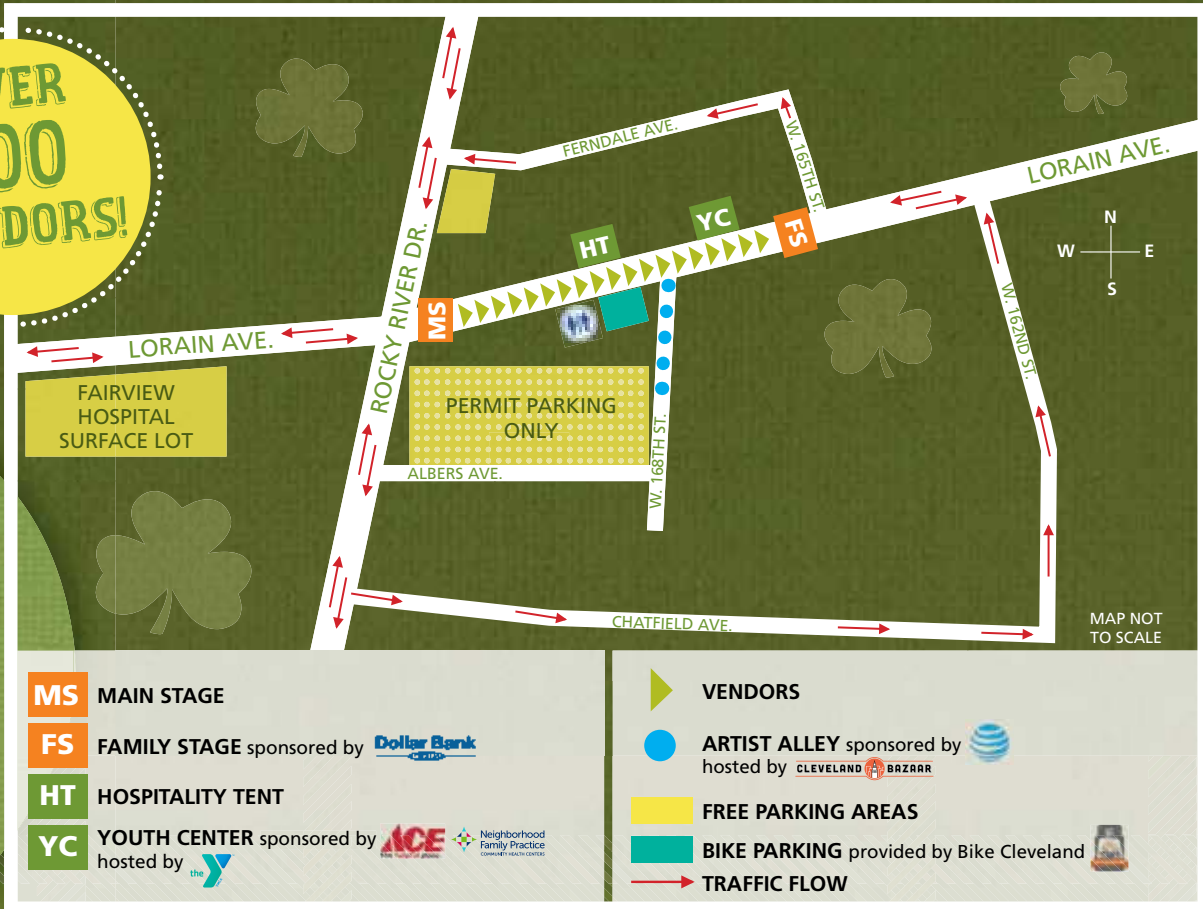 VER
00
DORS!
FERNDALE AVE.
W. 165TH ST.
LORAIN AVE.
ROCKY RIVER DR.
HT
YC
FS
MS
N
W E
S
LORAIN AVE.
W. 162ND ST.
FAIRVIEW
HOSPITAL
SURFACE LOT
PERMIT PARKING
ONLY
ALBERS AVE.
W. 168TH ST.
CHATFIELD AVE.
MAP NOT
TO SCALE
MS MAIN STAGE
FS FAMILY STAGE sponsored by Dollar Bank
HT HOSPITALITY TENT
YC YOUTH CENTER sponsored by ACE Neighborhood
Family Practice
COMMUNITY HEALTH CENTERS
hosted by the Y
VENDORS
ARTIST ALLEY sponsored by
hosted by CLEVELAND BAZAAR
FREE PARKING AREAS
BIKE PARKING provided by Bike Cleveland
TRAFFIC FLOW